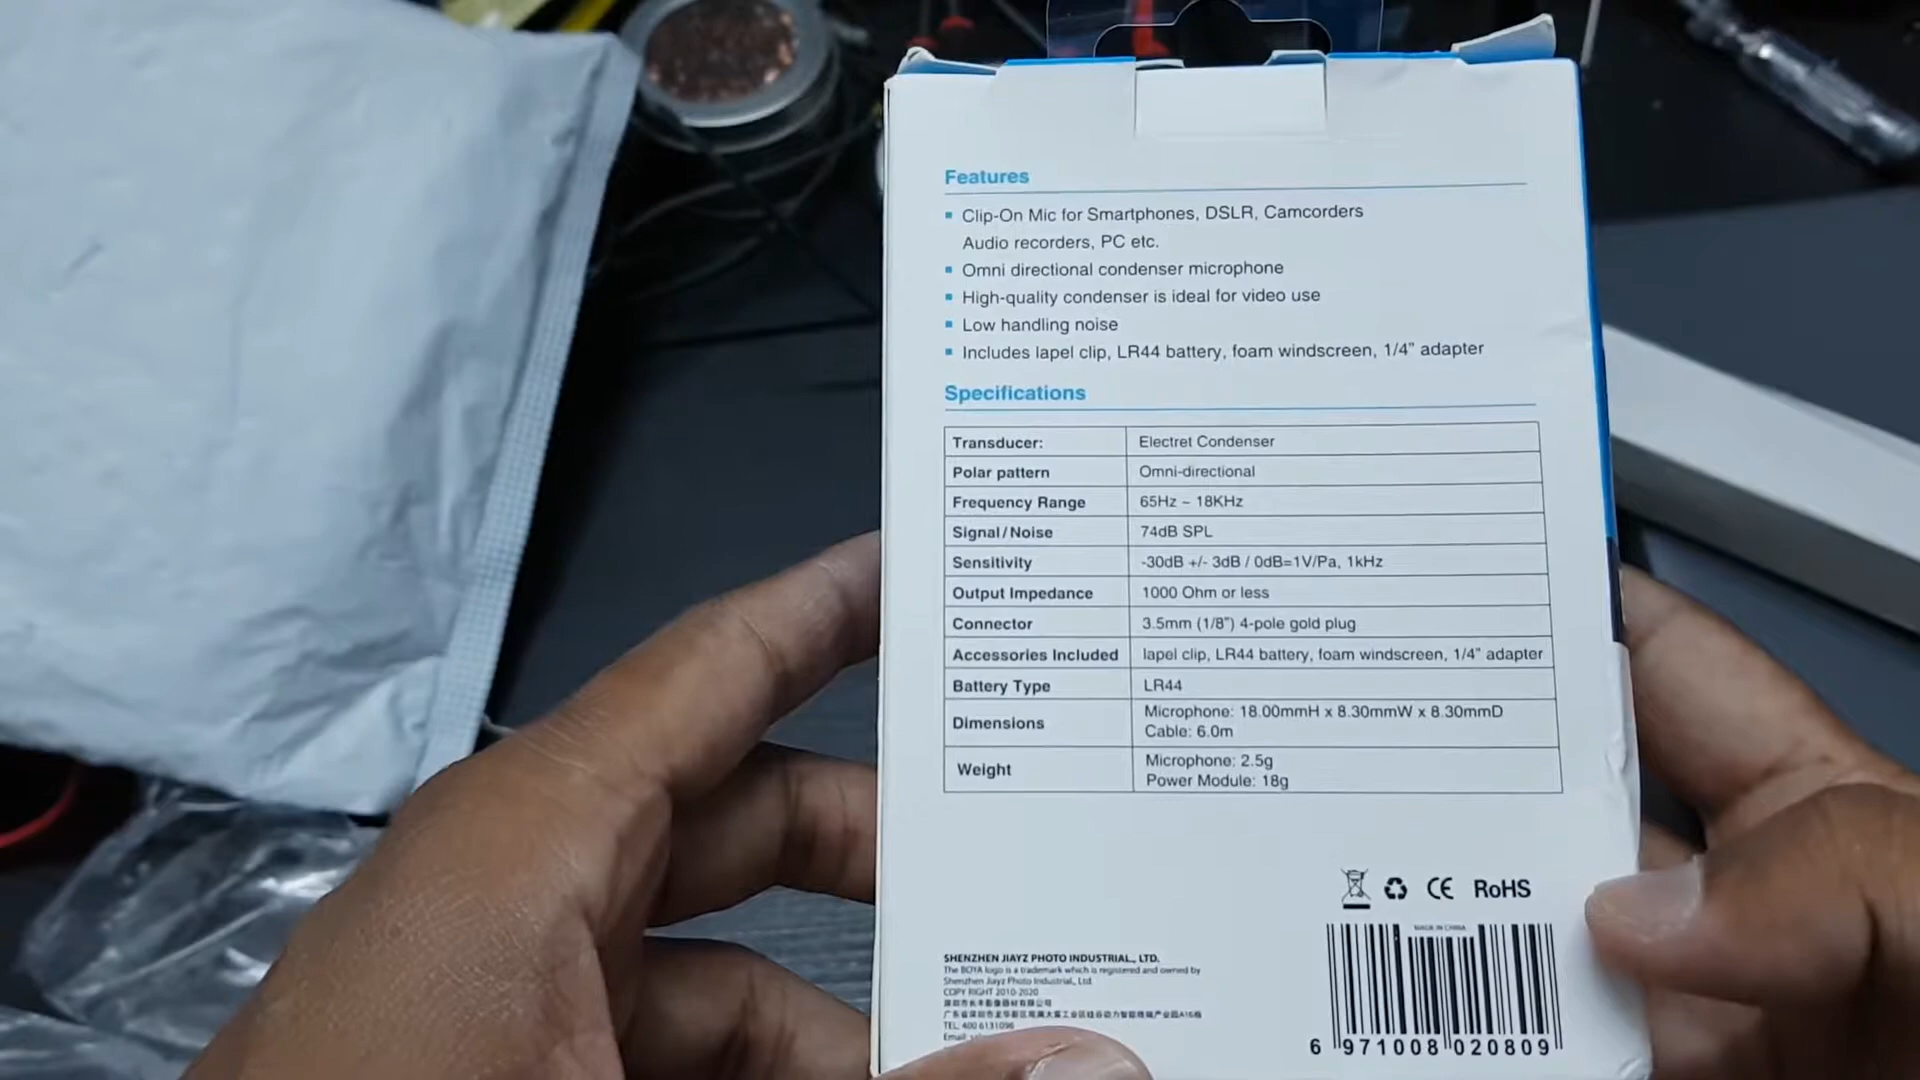 Features
Clip-On Mic for Smartphones, DSLR, Camcorders
Audio recorders, PC etc.
Omni directional condenser microphone
High-quality condenser is ideal for video use
Low handling noise
Includes lapel clip, LR44 battery, foam windscreen, 1/4" adapter
Specifications
Transducer: Electret Condenser
Polar pattern Omni-directional
Frequency Range 65Hz ~ 18KHz
Signal/Noise 74dB SPL
Sensitivity -30dB +/- 3dB / 0dB=1V/Pa, 1kHz
Output Impedance 1000 Ohm or less
Connector 3.5mm (1/8") 4-pole gold plug
Accessories Included lapel clip, LR44 battery, foam windscreen, 1/4" adapter
Battery Type LR44
Dimensions Microphone: 18.00mmH x 8.30mmW x 8.30mmD
Cable: 6.0m
Weight Microphone: 2.5g
Power Module: 18g
CE RoHS
MADE IN CHINA
SHENZHEN JIAYZ PHOTO INDUSTRIAL., LTD.
The BOYA logo is a trademark which is registered and owned by
Shenzhen Jiayz Photo Industrial., Ltd
COPY RIGHT 2010-2020
TEL: 400 6131096
Email:
6 971008 020809